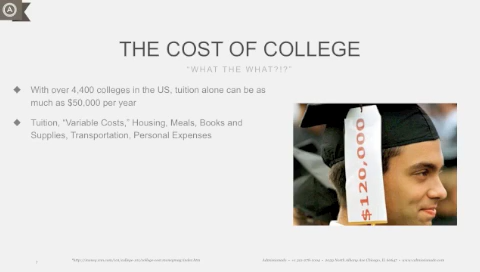 A
THE COST OF COLLEGE
"WHAT THE WHAT?!?"
With over 4,400 colleges in the US, tuition alone can be as
much as $50,000 per year
Tuition, "Variable Costs," Housing, Meals, Books and
Supplies, Transportation, Personal Expenses
$120,000